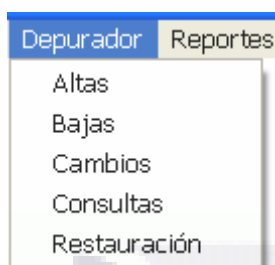 Depurador Reportes
Altas
Bajas
Cambios
Consultas
Restauración